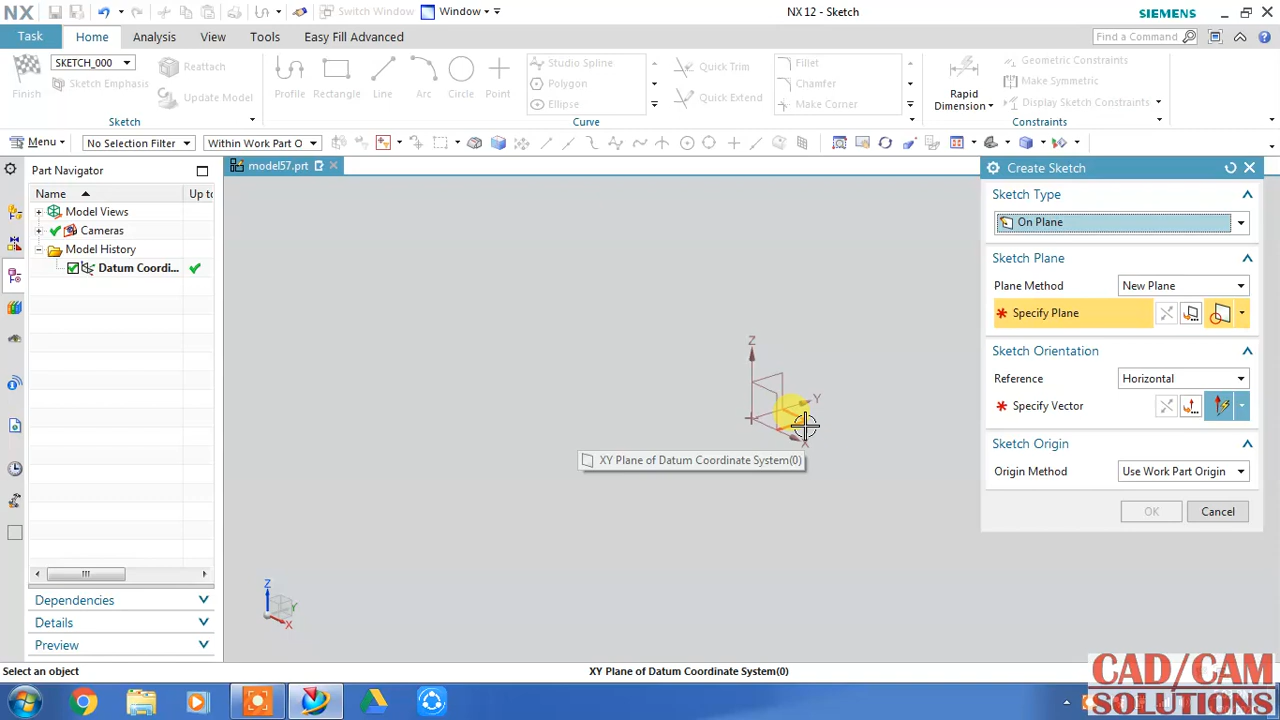 NX
Switch Window
Window
NX 12 - Sketch
SIEMENS
Task
Home
Analysis
View
Tools
Easy Fill Advanced
Find a Command
Finish
SKETCH_000
Sketch Emphasis
Reattach
Update Model
Sketch
Profile
Rectangle
Line
Arc
Circle
Point
Studio Spline
Polygon
Ellipse
Quick Trim
Quick Extend
Fillet
Chamfer
Make Corner
Curve
Rapid
Dimension
Geometric Constraints
Make Symmetric
Display Sketch Constraints
Constraints
Menu
No Selection Filter
Within Work Part O
Part Navigator
Name
Up to
Model Views
Cameras
Model History
Datum Coordi...
Dependencies
Details
Preview
model57.prt
Z
Y
X
XY Plane of Datum Coordinate System(0)
Z
Y
X
Create Sketch
Sketch Type
On Plane
Sketch Plane
Plane Method
New Plane
* Specify Plane
Sketch Orientation
Reference
Horizontal
* Specify Vector
Sketch Origin
Origin Method
Use Work Part Origin
OK
Cancel
Select an object
XY Plane of Datum Coordinate System(0)
CAD/CAM
SOLUTIONS